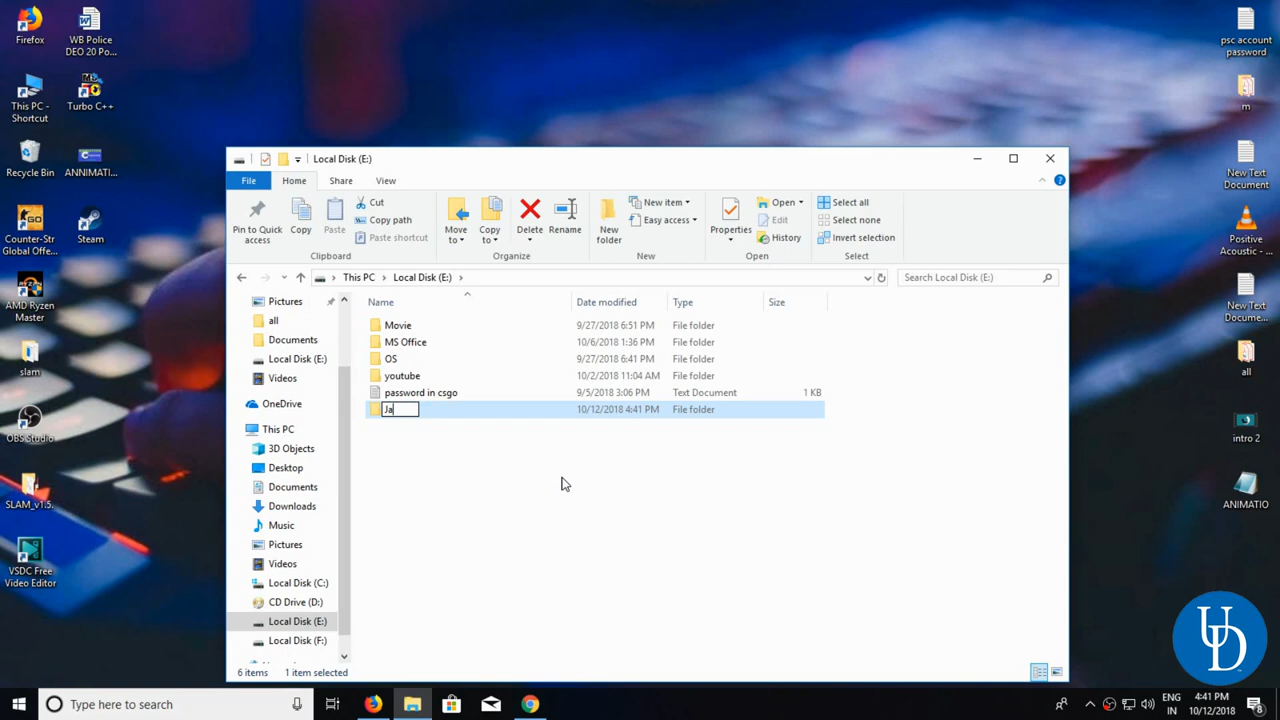 Firefox
WB Police
DEO 20 Po...
This PC -
Shortcut
Turbo C++
Recycle Bin
ANNIMATI...
Counter-Str
Global Offe...
Steam
AMD Ryzen
Master
slam
OBS Studio
SLAM_v1.5.
VSDC Free
Video Editor
Local Disk (E:)
File
Home
Share
View
Pin to Quick
access
Copy
Paste
Cut
Copy path
Paste shortcut
Clipboard
Move
to
Copy
to
Delete
Rename
Organize
New
folder
New item
Easy access
New
Properties
Open
Edit
History
Open
Select all
Select none
Invert selection
Select
This PC
Local Disk (E:)
Search Local Disk (E:)
Pictures
all
Documents
Local Disk (E:)
Videos
OneDrive
This PC
3D Objects
Desktop
Documents
Downloads
Music
Pictures
Videos
Local Disk (C:)
CD Drive (D:)
Local Disk (E:)
Local Disk (F:)
Name Date modified Type Size
Movie 9/27/2018 6:51 PM File folder
MS Office 10/6/2018 1:36 PM File folder
OS 9/27/2018 6:41 PM File folder
youtube 10/2/2018 11:04 AM File folder
password in csgo 9/5/2018 3:06 PM Text Document 1 KB
Ja 10/12/2018 4:41 PM File folder
6 items 1 item selected
psc account
password
m
New Text
Document
Positive
Acoustic - ...
New Text
Docume...
all
intro 2
ANIMATIO
UD
Type here to search
ENG
IN
4:41 PM
10/12/2018
8